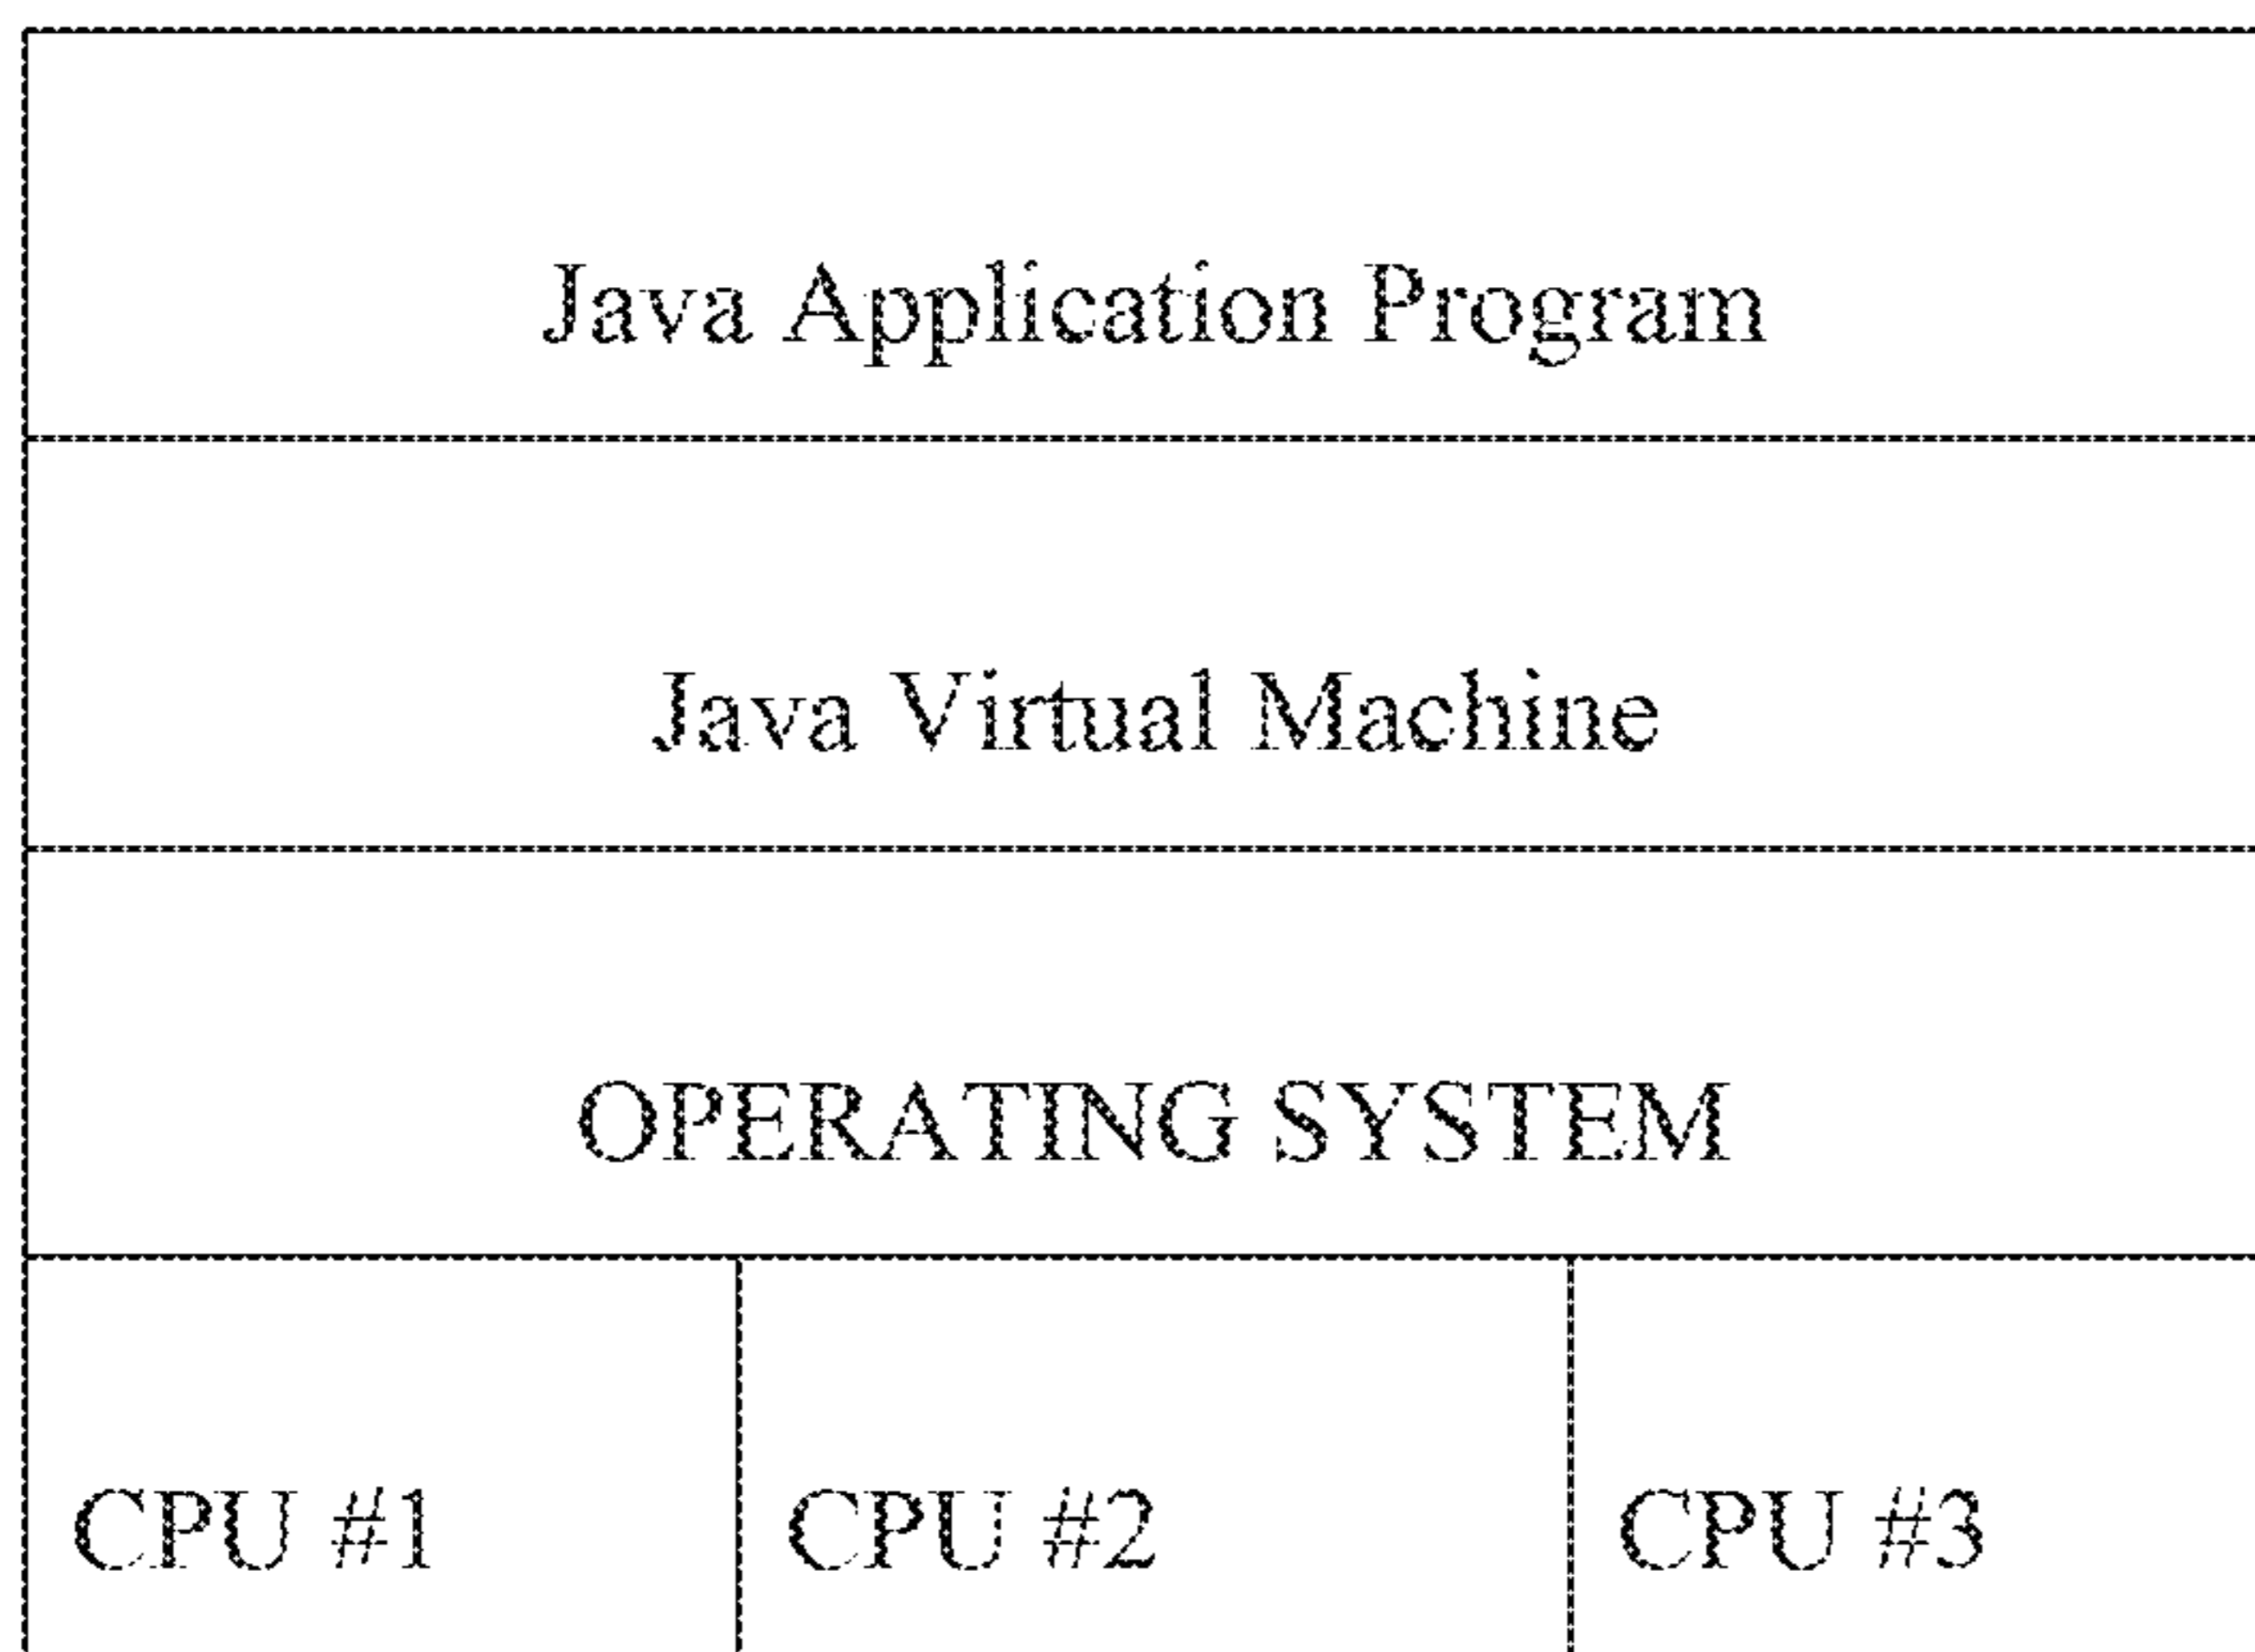 Java Application Program
Java Virtual Machine
OPERATING SYSTEM
CPU #1 CPU #2 CPU #3